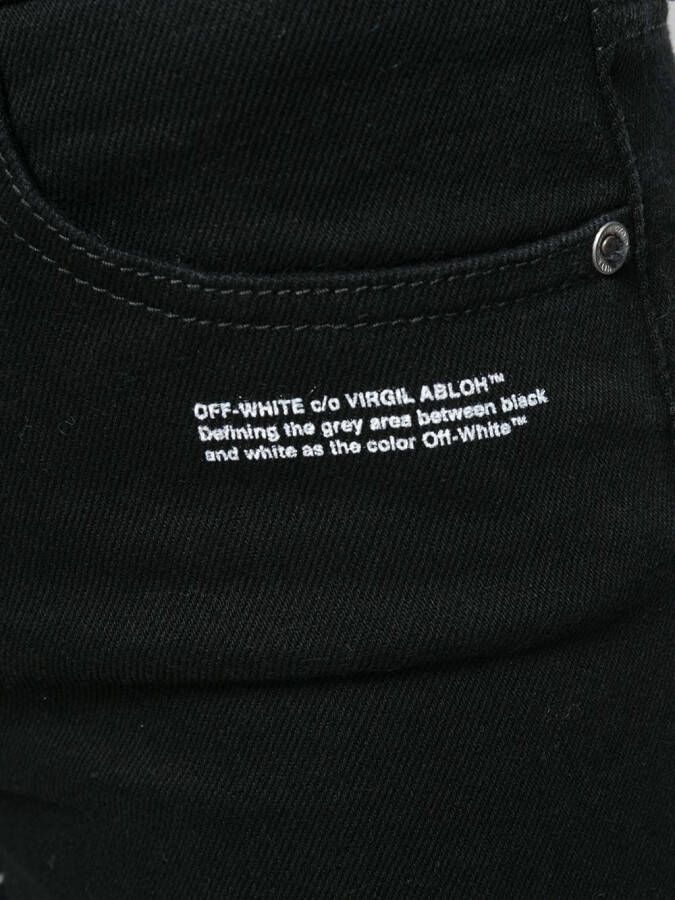 OFF-WHITE c/o VIRGIL ABLOH™
Defining the grey area between black
and white as the color Off-White™